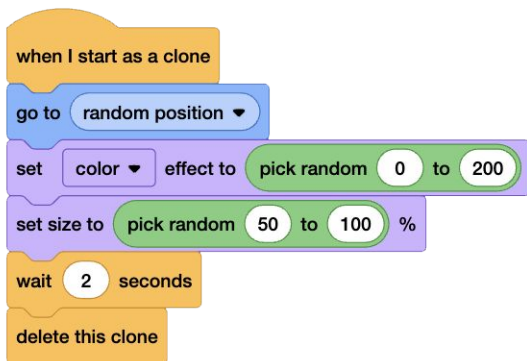 when I start as a clone
go to random position
set color effect to pick random 0 to 200
set size to pick random 50 to 100 %
wait 2 seconds
delete this clone